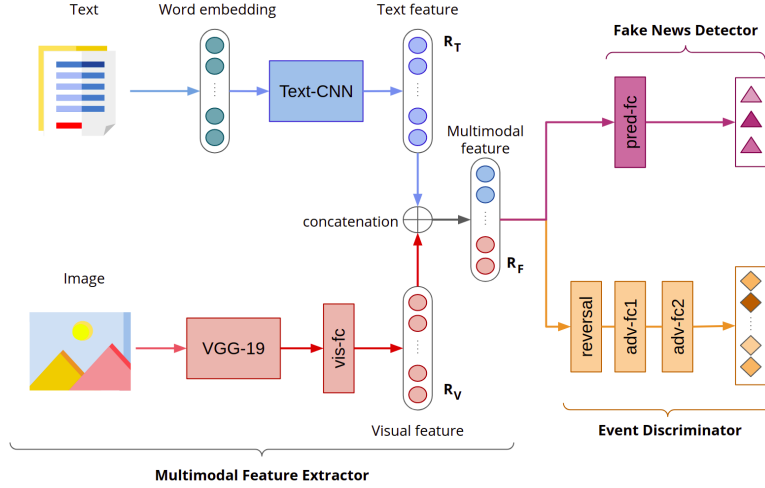 Text
Word embedding
Text feature
Fake News Detector
R_T
Text-CNN
pred-fc
Multimodal
feature
concatenation
R_F
Image
VGG-19
vis-fc
reversal
adv-fc1
adv-fc2
R_V
Visual feature
Event Discriminator
Multimodal Feature Extractor